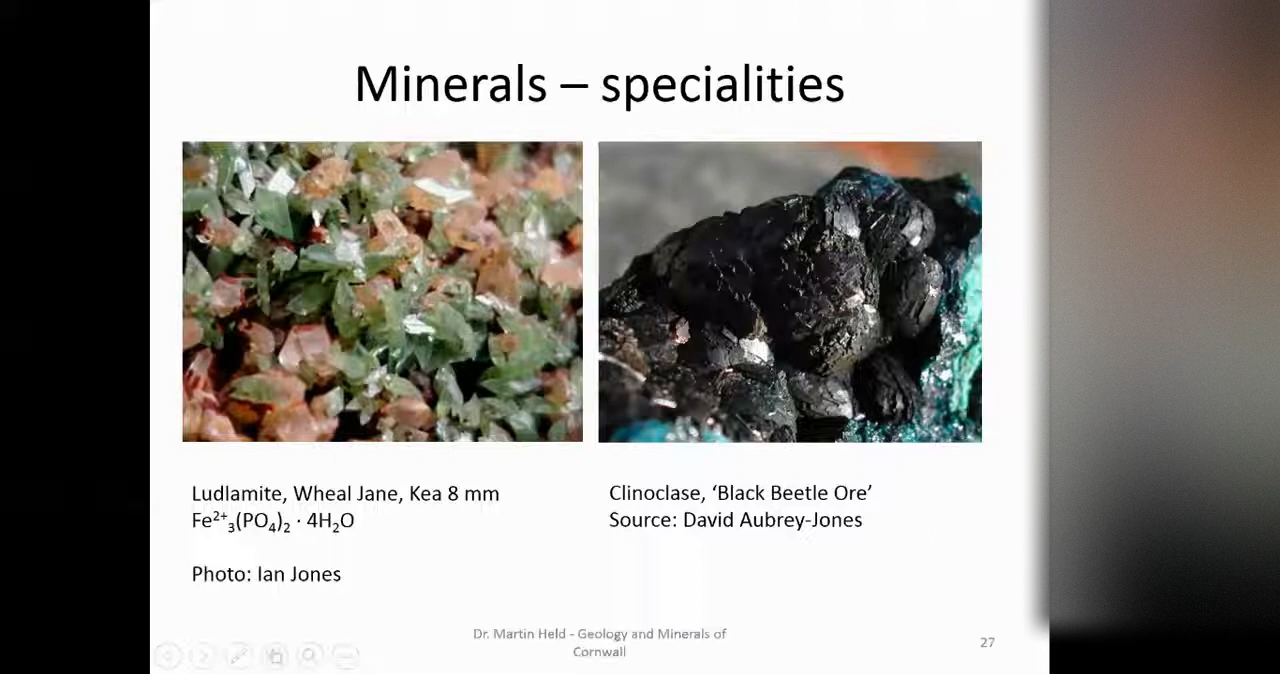 Minerals – specialities
Ludlamite, Wheal Jane, Kea 8 mm
Fe²⁺₃(PO₄)₂ · 4H₂O
Photo: Ian Jones
Clinoclase, ‘Black Beetle Ore’
Source: David Aubrey-Jones
Dr. Martin Held - Geology and Minerals of
Cornwall
27